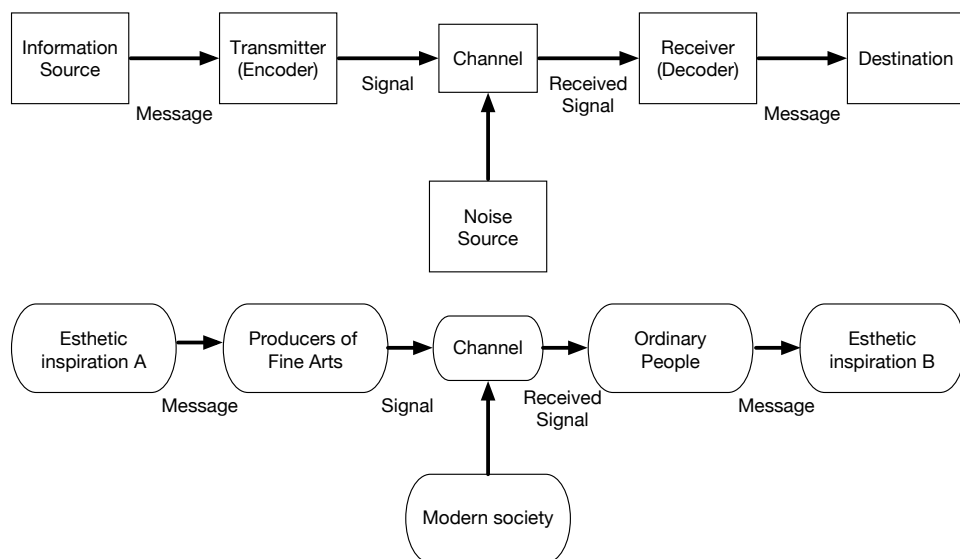 Information
Source
Transmitter
(Encoder)
Channel
Receiver
(Decoder)
Destination
Message
Signal
Received
Signal
Message
Noise
Source
Esthetic
inspiration A
Producers of
Fine Arts
Channel
Ordinary
People
Esthetic
inspiration B
Message
Signal
Received
Signal
Message
Modern society